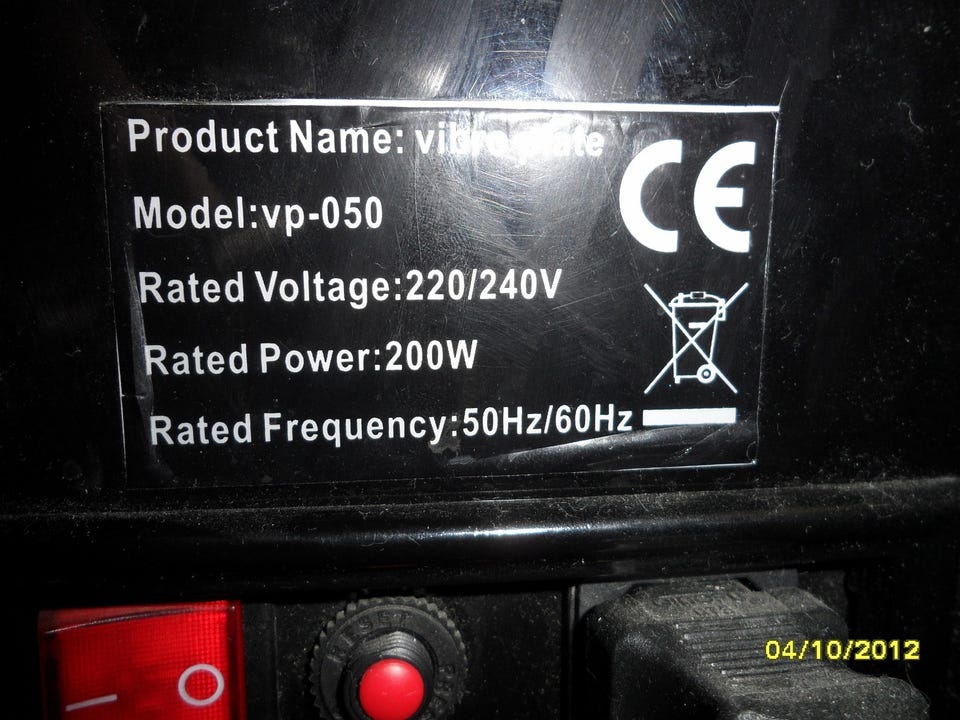 Product Name: vibro plate
Model:vp-050
CE
Rated Voltage:220/240V
Rated Power:200W
Rated Frequency:50Hz/60Hz
RESET
04/10/2012